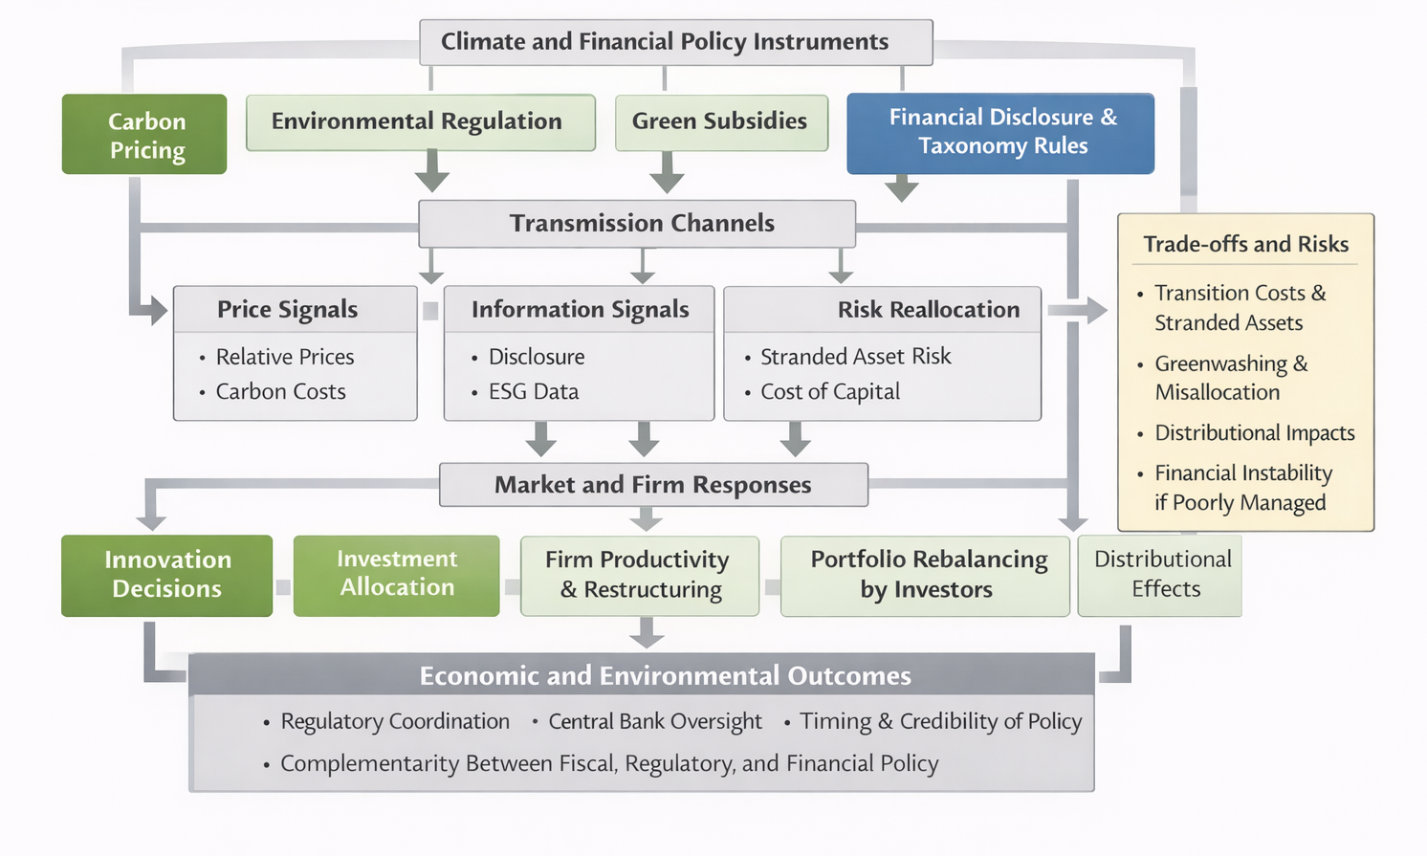 Climate and Financial Policy Instruments
Carbon
Pricing
Environmental Regulation
Green Subsidies
Financial Disclosure &
Taxonomy Rules
Transmission Channels
Price Signals
• Relative Prices
• Carbon Costs
Information Signals
• Disclosure
• ESG Data
Risk Reallocation
• Stranded Asset Risk
• Cost of Capital
Trade-offs and Risks
• Transition Costs &
Stranded Assets
• Greenwashing &
Misallocation
• Distributional Impacts
• Financial Instability
if Poorly Managed
Market and Firm Responses
Innovation
Decisions
Investment
Allocation
Firm Productivity
& Restructuring
Portfolio Rebalancing
by Investors
Distributional
Effects
Economic and Environmental Outcomes
• Regulatory Coordination • Central Bank Oversight • Timing & Credibility of Policy
• Complementarity Between Fiscal, Regulatory, and Financial Policy